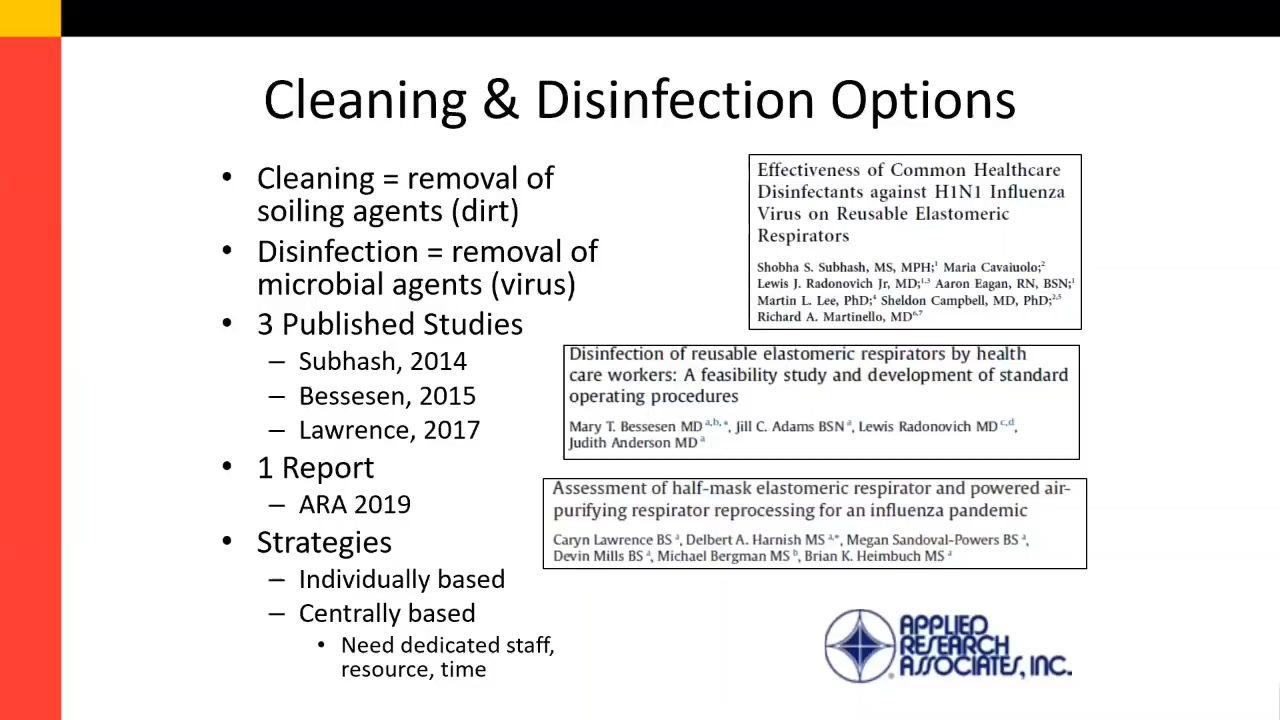 Cleaning & Disinfection Options
• Cleaning = removal of
soiling agents (dirt)
• Disinfection = removal of
microbial agents (virus)
• 3 Published Studies
– Subhash, 2014
– Bessesen, 2015
– Lawrence, 2017
• 1 Report
– ARA 2019
• Strategies
– Individually based
– Centrally based
• Need dedicated staff,
resource, time
Effectiveness of Common Healthcare
Disinfectants against H1N1 Influenza
Virus on Reusable Elastomeric
Respirators
Shobha S. Subhash, MS, MPH;¹ Maria Cavaiuolo;²
Lewis J. Radonovich Jr, MD;¹,³ Aaron Eagan, RN, BSN;¹
Martin L. Lee, PhD;⁴ Sheldon Campbell, MD, PhD;²,⁵
Richard A. Martinello, MD⁶,⁷
Disinfection of reusable elastomeric respirators by health
care workers: A feasibility study and development of standard
operating procedures
Mary T. Bessesen MD a,b,*, Jill C. Adams BSN a, Lewis Radonovich MD c,d,
Judith Anderson MD a
Assessment of half-mask elastomeric respirator and powered air-
purifying respirator reprocessing for an influenza pandemic
Caryn Lawrence BS a, Delbert A. Harnish MS a,*, Megan Sandoval-Powers BS a,
Devin Mills BS a, Michael Bergman MS b, Brian K. Heimbuch MS a
APPLIED
RESEARCH
ASSOCIATES, INC.